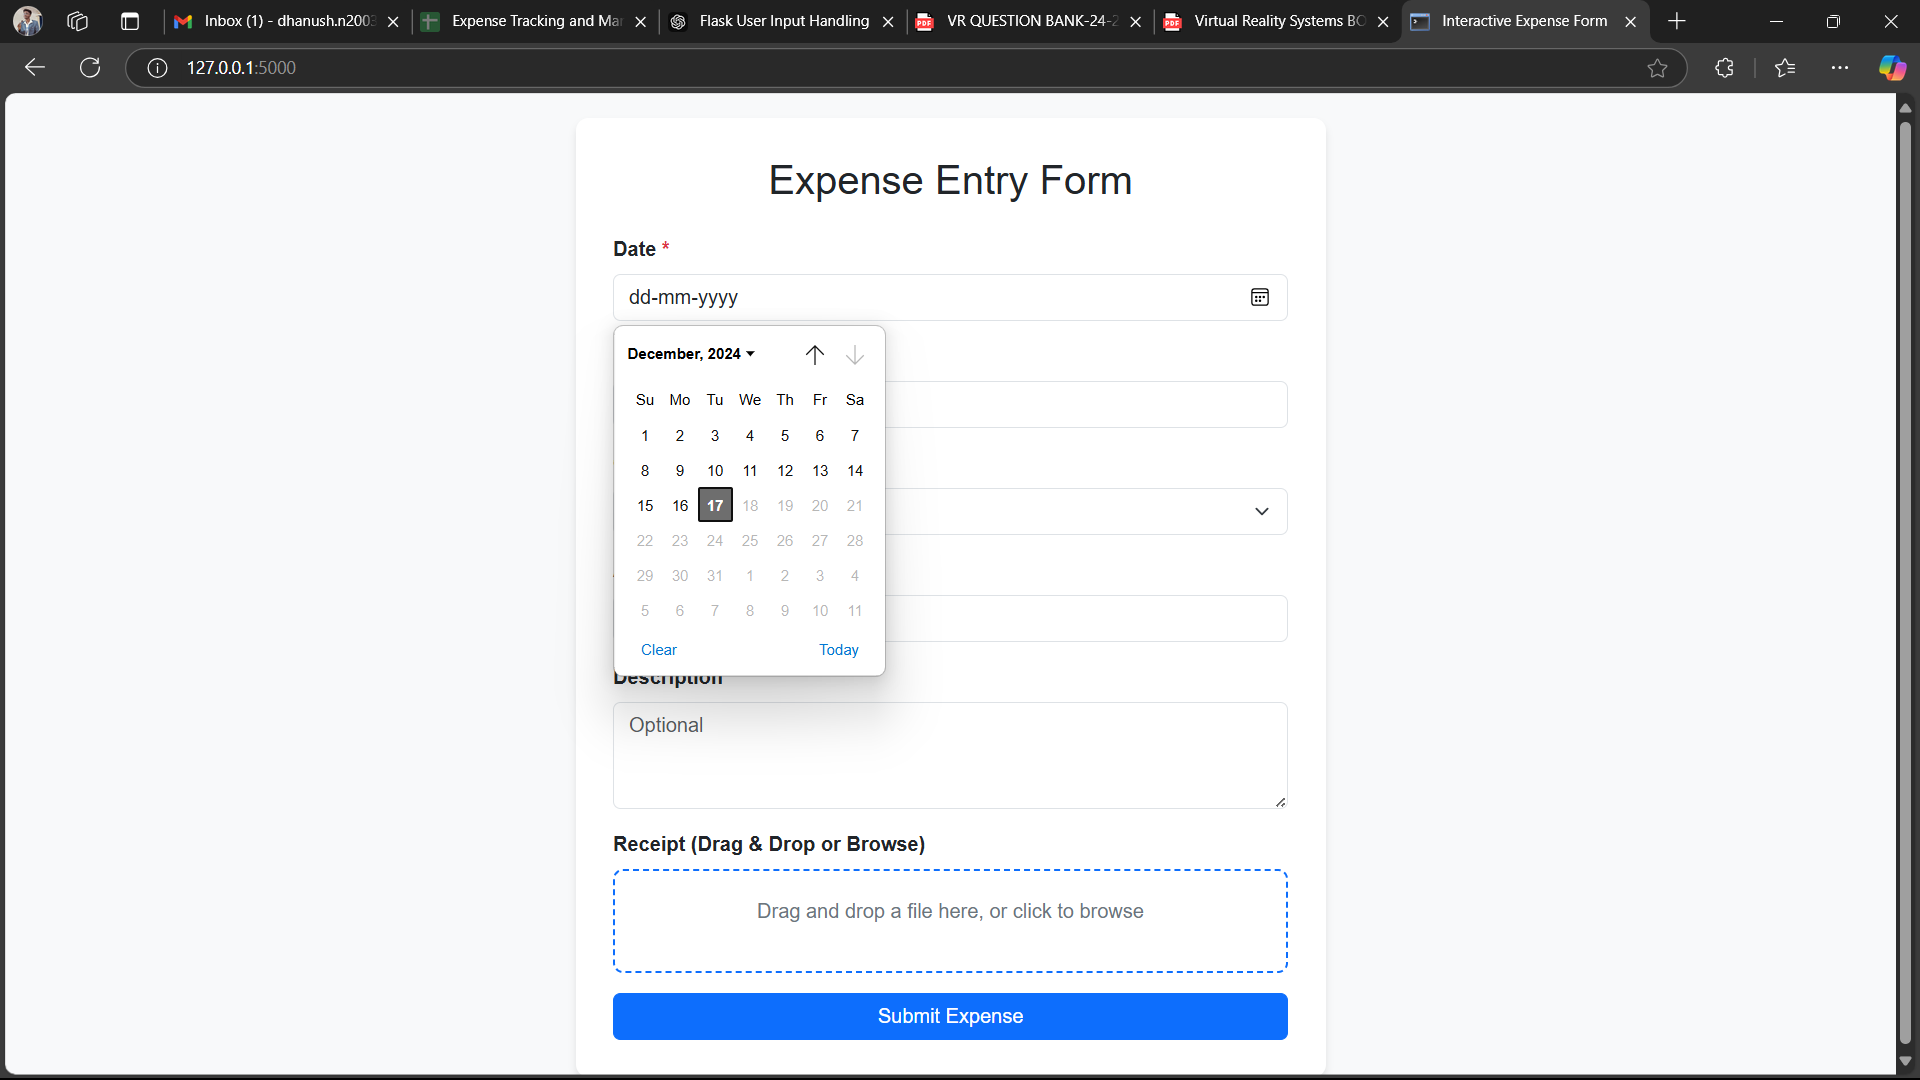 Inbox (1) - dhanush.n2003
Expense Tracking and Mar
Flask User Input Handling
VR QUESTION BANK-24-2
Virtual Reality Systems BO
Interactive Expense Form
127.0.0.1:5000
Expense Entry Form
Date *
dd-mm-yyyy
December, 2024
Su Mo Tu We Th Fr Sa
1 2 3 4 5 6 7
8 9 10 11 12 13 14
15 16 17 18 19 20 21
22 23 24 25 26 27 28
29 30 31 1 2 3 4
5 6 7 8 9 10 11
Clear Today
Description
Optional
Receipt (Drag & Drop or Browse)
Drag and drop a file here, or click to browse
Submit Expense